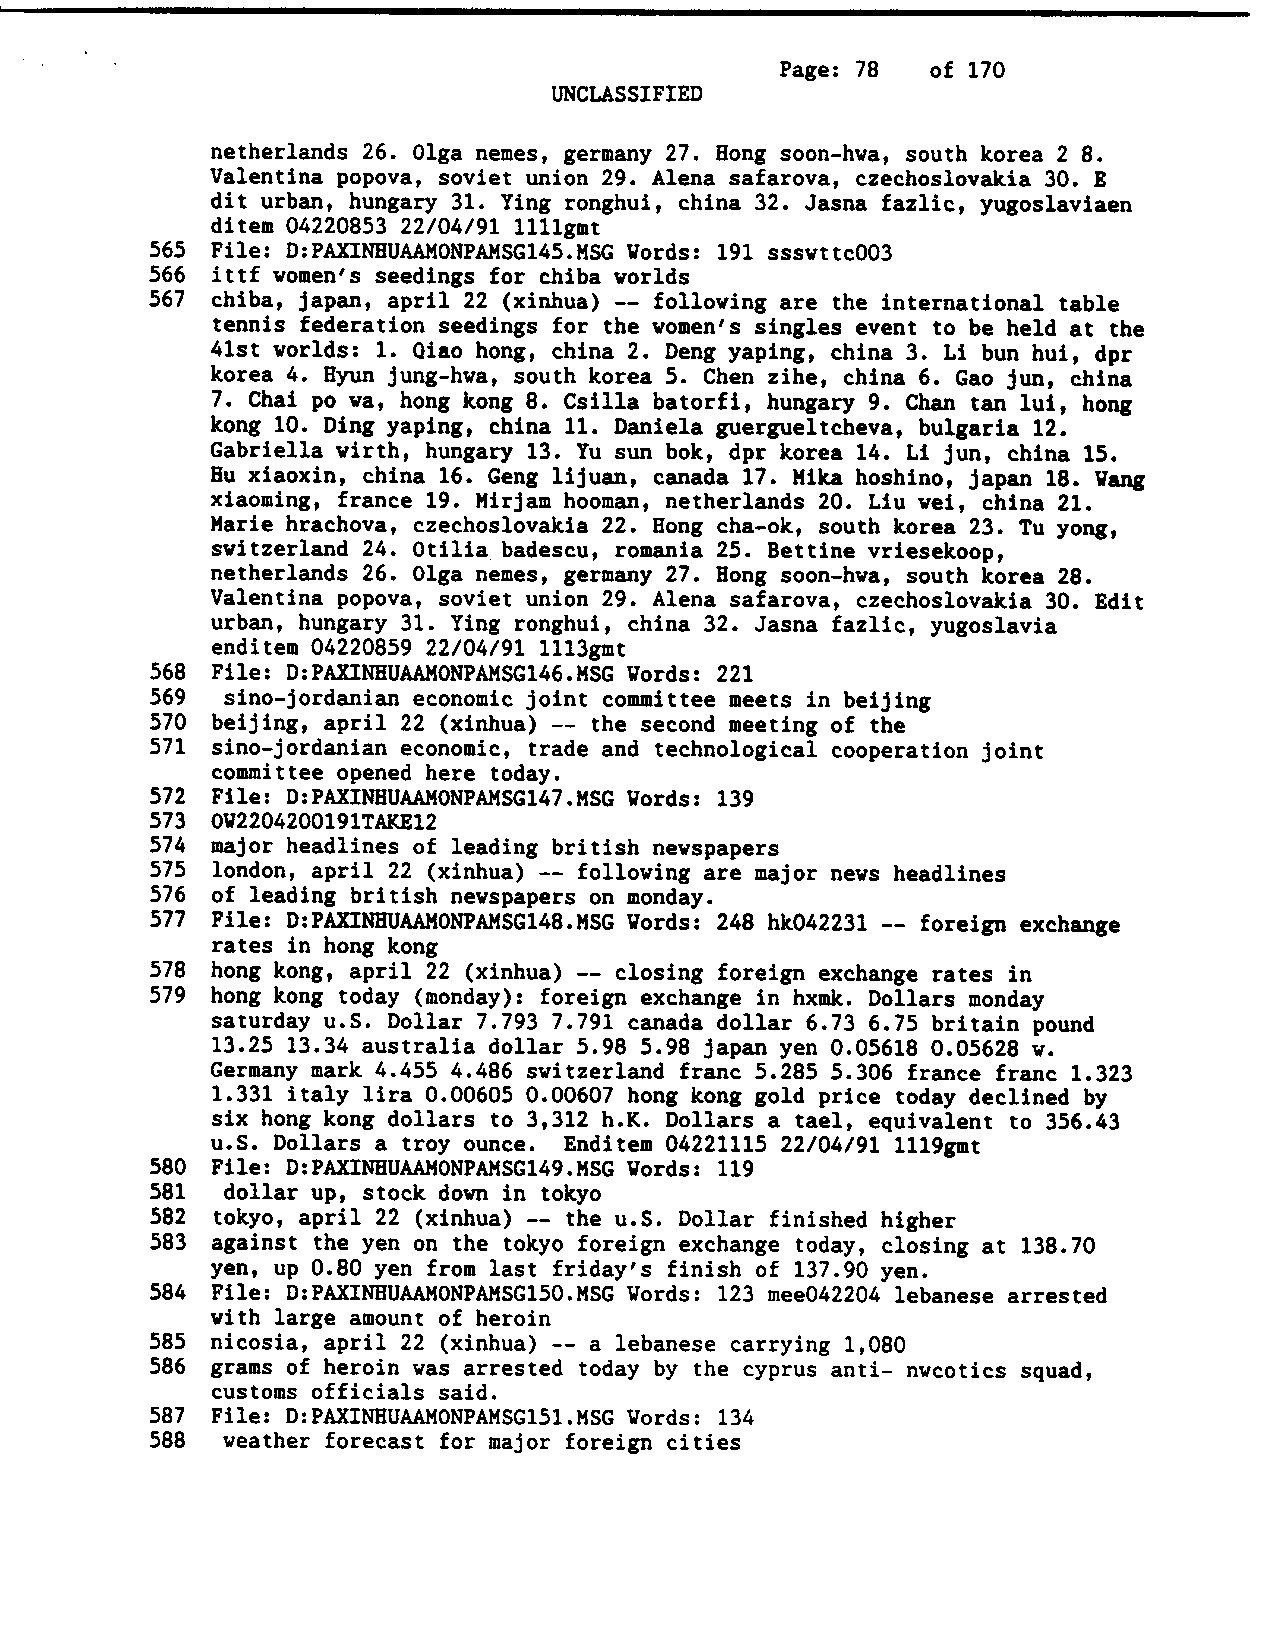 Page: 78 of 170
UNCLASSIFIED
netherlands 26. Olga nemes, germany 27. Hong soon-hwa, south korea 2 8.
Valentina popova, soviet union 29. Alena safarova, czechoslovakia 30. E
dit urban, hungary 31. Ying ronghui, china 32. Jasna fazlic, yugoslaviaen
ditem 04220853 22/04/91 1111gmt
565 File: D:PAXINHUAAMONPAMSG145.MSG Words: 191 sssvttc003
566 ittf women's seedings for chiba worlds
567 chiba, japan, april 22 (xinhua) -- following are the international table
tennis federation seedings for the women's singles event to be held at the
41st worlds: 1. Qiao hong, china 2. Deng yaping, china 3. Li bun hui, dpr
korea 4. Hyun jung-hwa, south korea 5. Chen zihe, china 6. Gao jun, china
7. Chai po wa, hong kong 8. Csilla batorfi, hungary 9. Chan tan lui, hong
kong 10. Ding yaping, china 11. Daniela guergueltcheva, bulgaria 12.
Gabriella wirth, hungary 13. Yu sun bok, dpr korea 14. Li jun, china 15.
Hu xiaoxin, china 16. Geng lijuan, canada 17. Mika hoshino, japan 18. Wang
xiaoming, france 19. Mirjam hooman, netherlands 20. Liu wei, china 21.
Marie hrachova, czechoslovakia 22. Hong cha-ok, south korea 23. Tu yong,
switzerland 24. Otilia badescu, romania 25. Bettine vriesekoop,
netherlands 26. Olga nemes, germany 27. Hong soon-hwa, south korea 28.
Valentina popova, soviet union 29. Alena safarova, czechoslovakia 30. Edit
urban, hungary 31. Ying ronghui, china 32. Jasna fazlic, yugoslavia
enditem 04220859 22/04/91 1113gmt
568 File: D:PAXINHUAAMONPAMSG146.MSG Words: 221
569 sino-jordanian economic joint committee meets in beijing
570 beijing, april 22 (xinhua) -- the second meeting of the
571 sino-jordanian economic, trade and technological cooperation joint
committee opened here today.
572 File: D:PAXINHUAAMONPAMSG147.MSG Words: 139
573 OW2204200191TAKE12
574 major headlines of leading british newspapers
575 london, april 22 (xinhua) -- following are major news headlines
576 of leading british newspapers on monday.
577 File: D:PAXINHUAAMONPAMSG148.MSG Words: 248 hk042231 -- foreign exchange
rates in hong kong
578 hong kong, april 22 (xinhua) -- closing foreign exchange rates in
579 hong kong today (monday): foreign exchange in hxmk. Dollars monday
saturday u.S. Dollar 7.793 7.791 canada dollar 6.73 6.75 britain pound
13.25 13.34 australia dollar 5.98 5.98 japan yen 0.05618 0.05628 w.
Germany mark 4.455 4.486 switzerland franc 5.285 5.306 france franc 1.323
1.331 italy lira 0.00605 0.00607 hong kong gold price today declined by
six hong kong dollars to 3,312 h.K. Dollars a tael, equivalent to 356.43
u.S. Dollars a troy ounce. Enditem 04221115 22/04/91 1119gmt
580 File: D:PAXINHUAAMONPAMSG149.MSG Words: 119
581 dollar up, stock down in tokyo
582 tokyo, april 22 (xinhua) -- the u.S. Dollar finished higher
583 against the yen on the tokyo foreign exchange today, closing at 138.70
yen, up 0.80 yen from last friday's finish of 137.90 yen.
584 File: D:PAXINHUAAMONPAMSG150.MSG Words: 123 mee042204 lebanese arrested
with large amount of heroin
585 nicosia, april 22 (xinhua) -- a lebanese carrying 1,080
586 grams of heroin was arrested today by the cyprus anti- nwcotics squad,
customs officials said.
587 File: D:PAXINHUAAMONPAMSG151.MSG Words: 134
588 weather forecast for major foreign cities